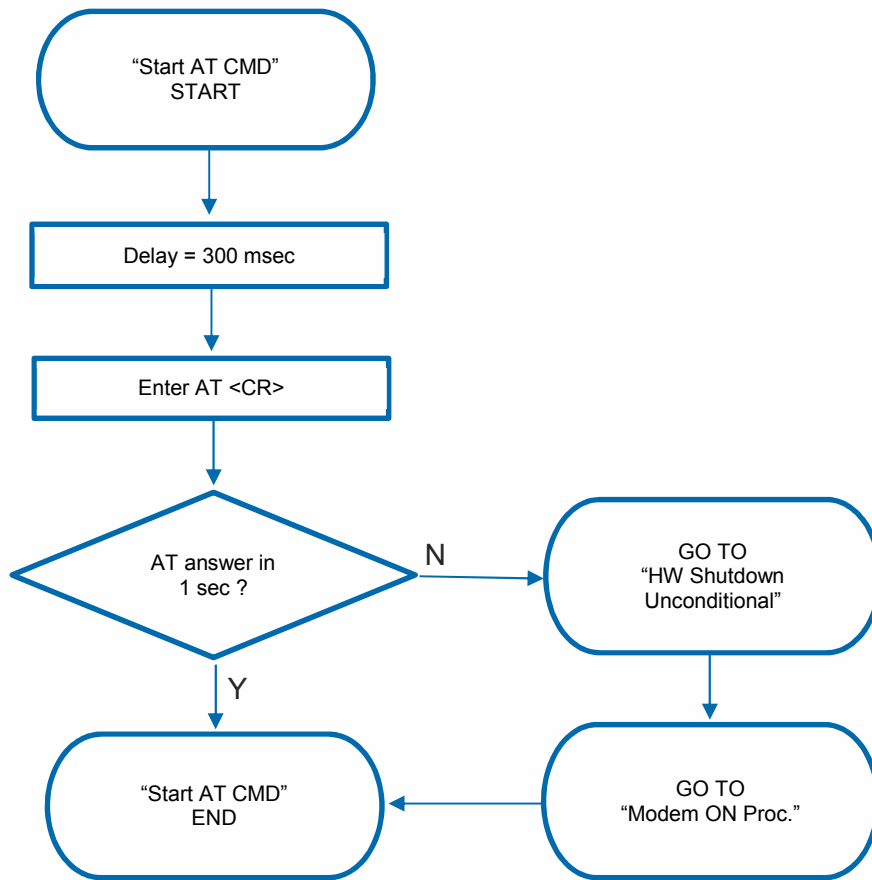 “Start AT CMD”
START
Delay = 300 msec
Enter AT <CR>
AT answer in
1 sec ?
N
GO TO
“HW Shutdown
Unconditional”
Y
“Start AT CMD”
END
GO TO
“Modem ON Proc.”